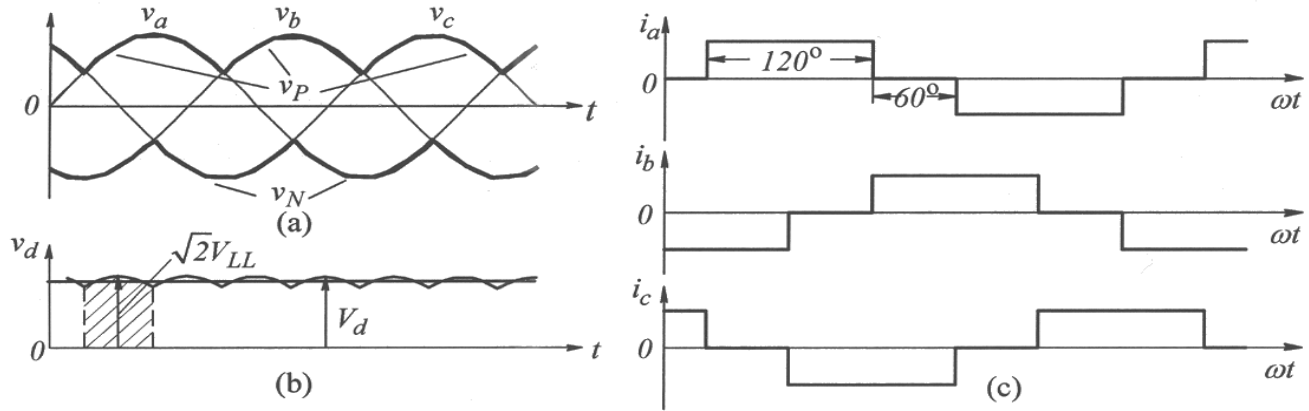 v_a v_b v_c
v_P
0 t
v_N
(a)
v_d √2V_LL
V_d
0 t
(b)
i_a
120°
0
60° ωt
i_b
0
ωt
i_c
0
ωt
(c)